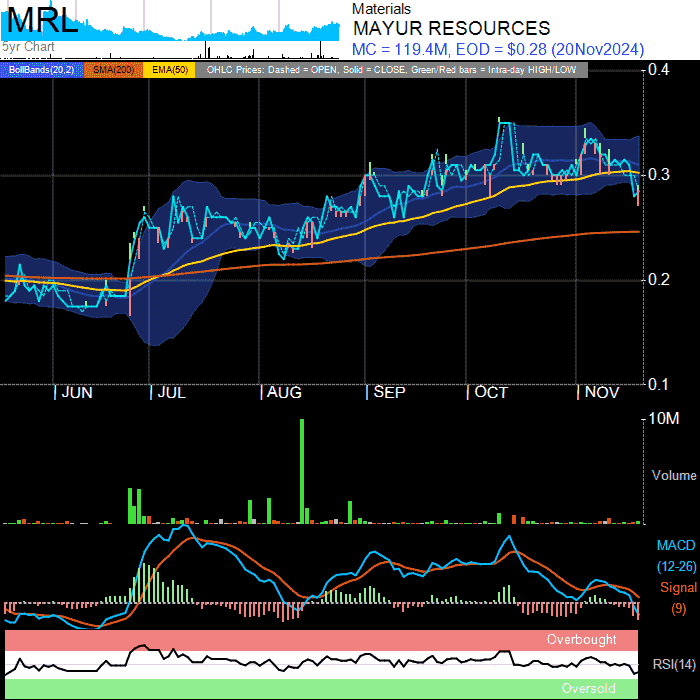 MRL
5yr Chart
Materials
MAYUR RESOURCES
MC = 119.4M, EOD = $0.28 (20Nov2024)
BollBands(20,2) SMA(200) EMA(50) OHLC Prices: Dashed = OPEN, Solid = CLOSE, Green/Red bars = Intra-day HIGH/LOW
0.4
0.3
0.2
0.1
JUN JUL AUG SEP OCT NOV
10M
Volume
MACD
(12-26)
Signal
(9)
Overbought
RSI(14)
Oversold